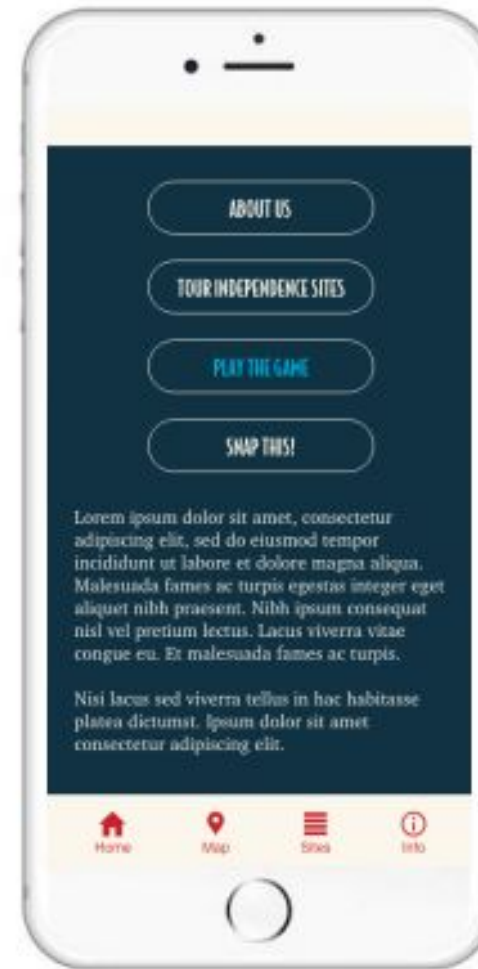 ABOUT US
TOUR INDEPENDENCE SITES
PLAY THE GAME
SNAP THIS!
Lorem ipsum dolor sit amet, consectetur
adipiscing elit, sed do eiusmod tempor
incididunt ut labore et dolore magna aliqua.
Malesuada fames ac turpis egestas integer eget
aliquet nibh praesent. Nibh ipsum consequat
nisl vel pretium lectus. Lacus viverra vitae
congue eu. Et malesuada fames ac turpis.
Nisi lacus sed viverra tellus in hac habitasse
platea dictumst. Ipsum dolor sit amet
consectetur adipiscing elit.
Home Map Sites Info